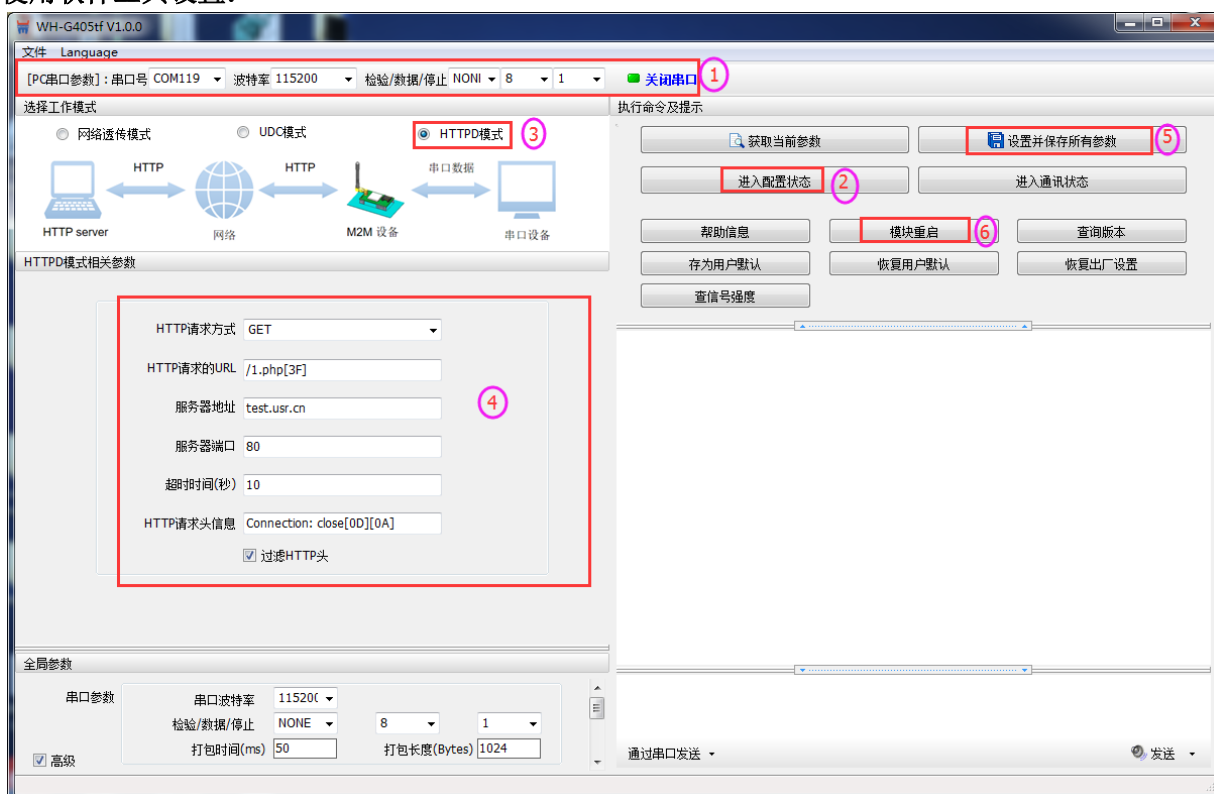 使用软件工具设置:
WH-G405tf V1.0.0
文件 Language
[PC串口参数]：串口号 COM119 波特率 115200 检验/数据/停止 NONI 8 1 关闭串口 1
选择工作模式
网络透传模式 UDC模式 HTTPD模式 3
HTTP HTTP 串口数据
HTTP server 网络 M2M 设备 串口设备
HTTPD模式相关参数
HTTP请求方式 GET
HTTP请求的URL /1.php[3F]
服务器地址 test.usr.cn
4
服务器端口 80
超时时间(秒) 10
HTTP请求头信息 Connection: close[0D][0A]
过滤HTTP头
全局参数
串口参数 串口波特率 115200
检验/数据/停止 NONE 8 1
打包时间(ms) 50 打包长度(Bytes) 1024
高级
执行命令及提示
获取当前参数 设置并保存所有参数 5
进入配置状态 2 进入通讯状态
帮助信息 模块重启 6 查询版本
存为用户默认 恢复用户默认 恢复出厂设置
查信号强度
通过串口发送 发送